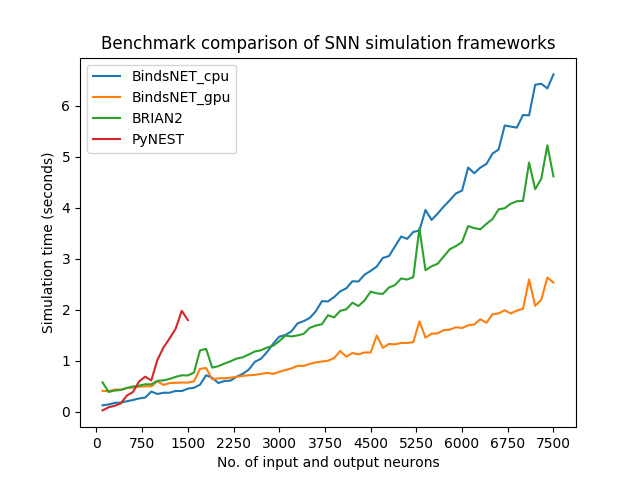 Benchmark comparison of SNN simulation frameworks
BindsNET_cpu
BindsNET_gpu
BRIAN2
PyNEST
Simulation time (seconds)
6
5
4
3
2
1
0
0 750 1500 2250 3000 3750 4500 5250 6000 6750 7500
No. of input and output neurons